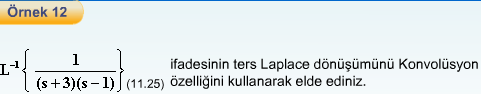 Örnek 12
L⁻¹{ 1 / (s+3)(s−1) } (11.25) ifadesinin ters Laplace dönüşümünü Konvolüsyon
özelliğini kullanarak elde ediniz.